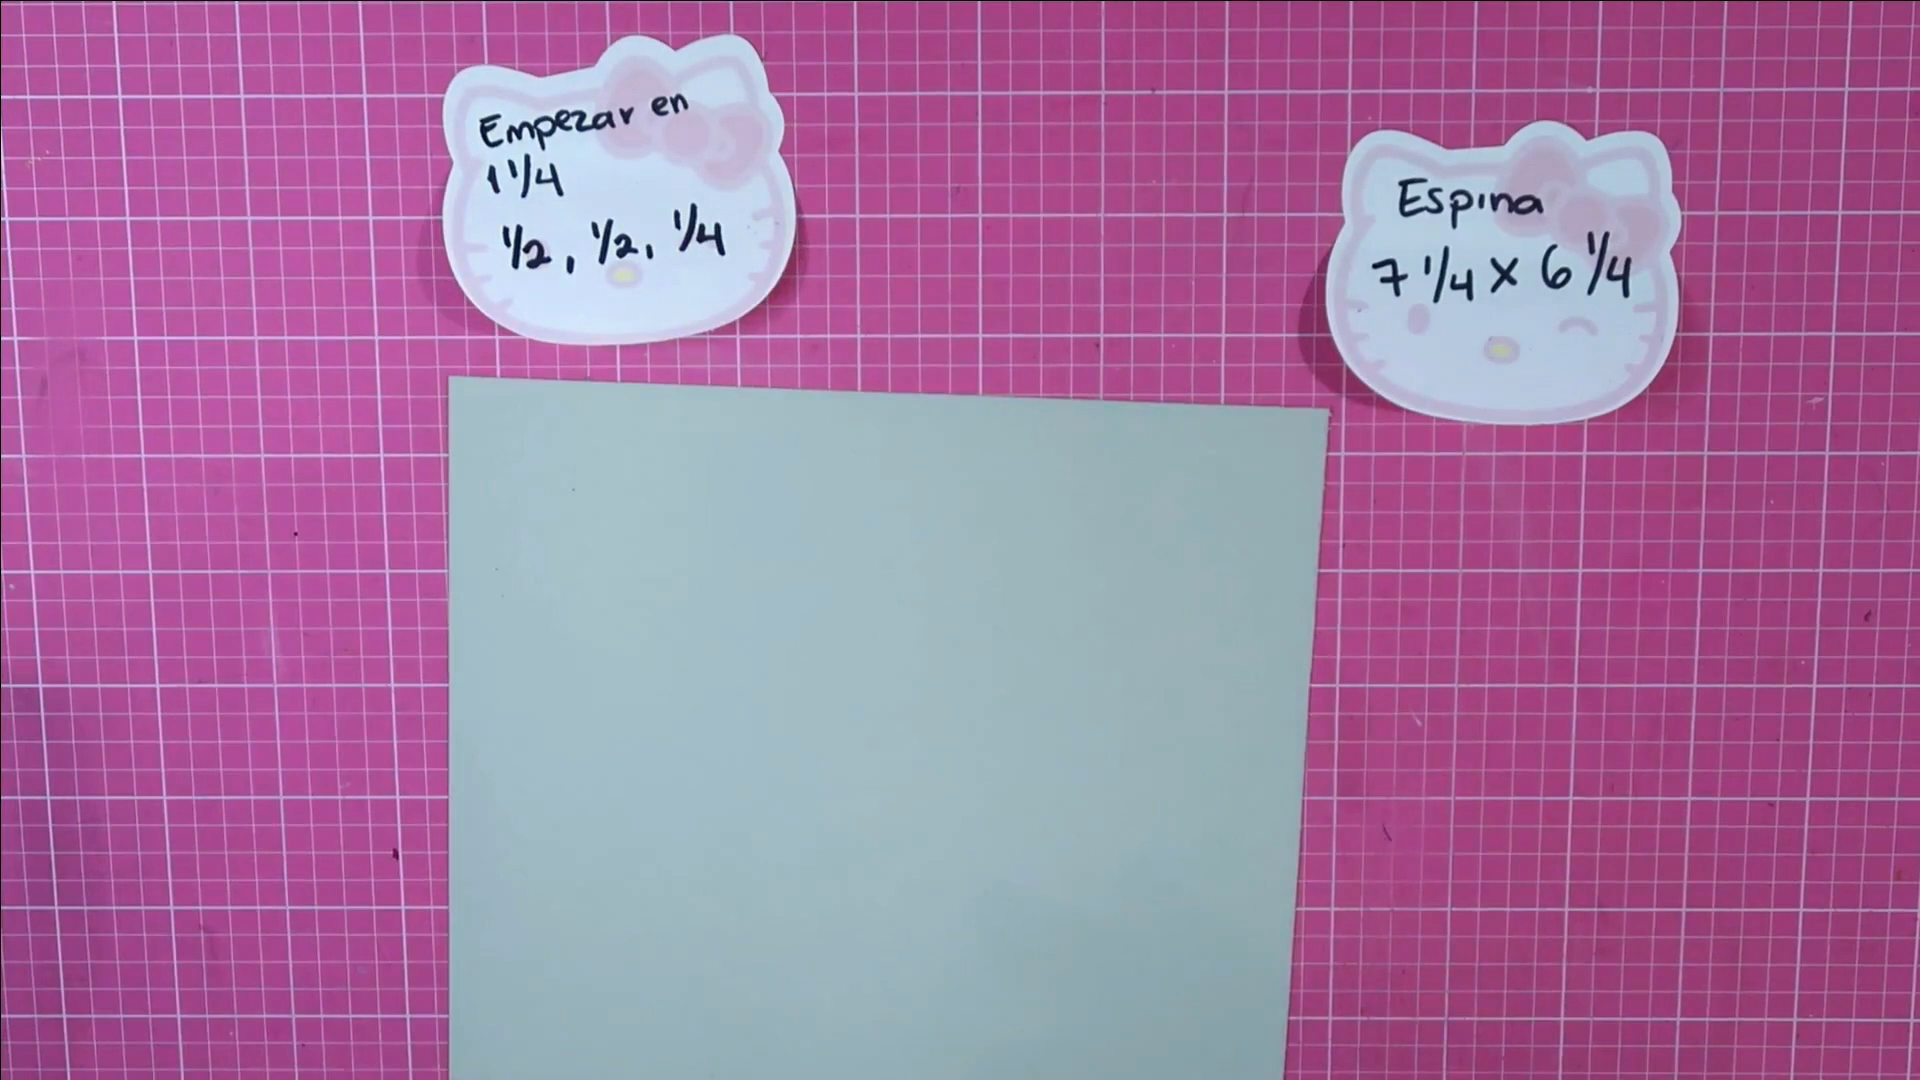 Empezar en
1 1/4
1/2, 1/2, 1/4
Espina
7 1/4 x 6 1/4